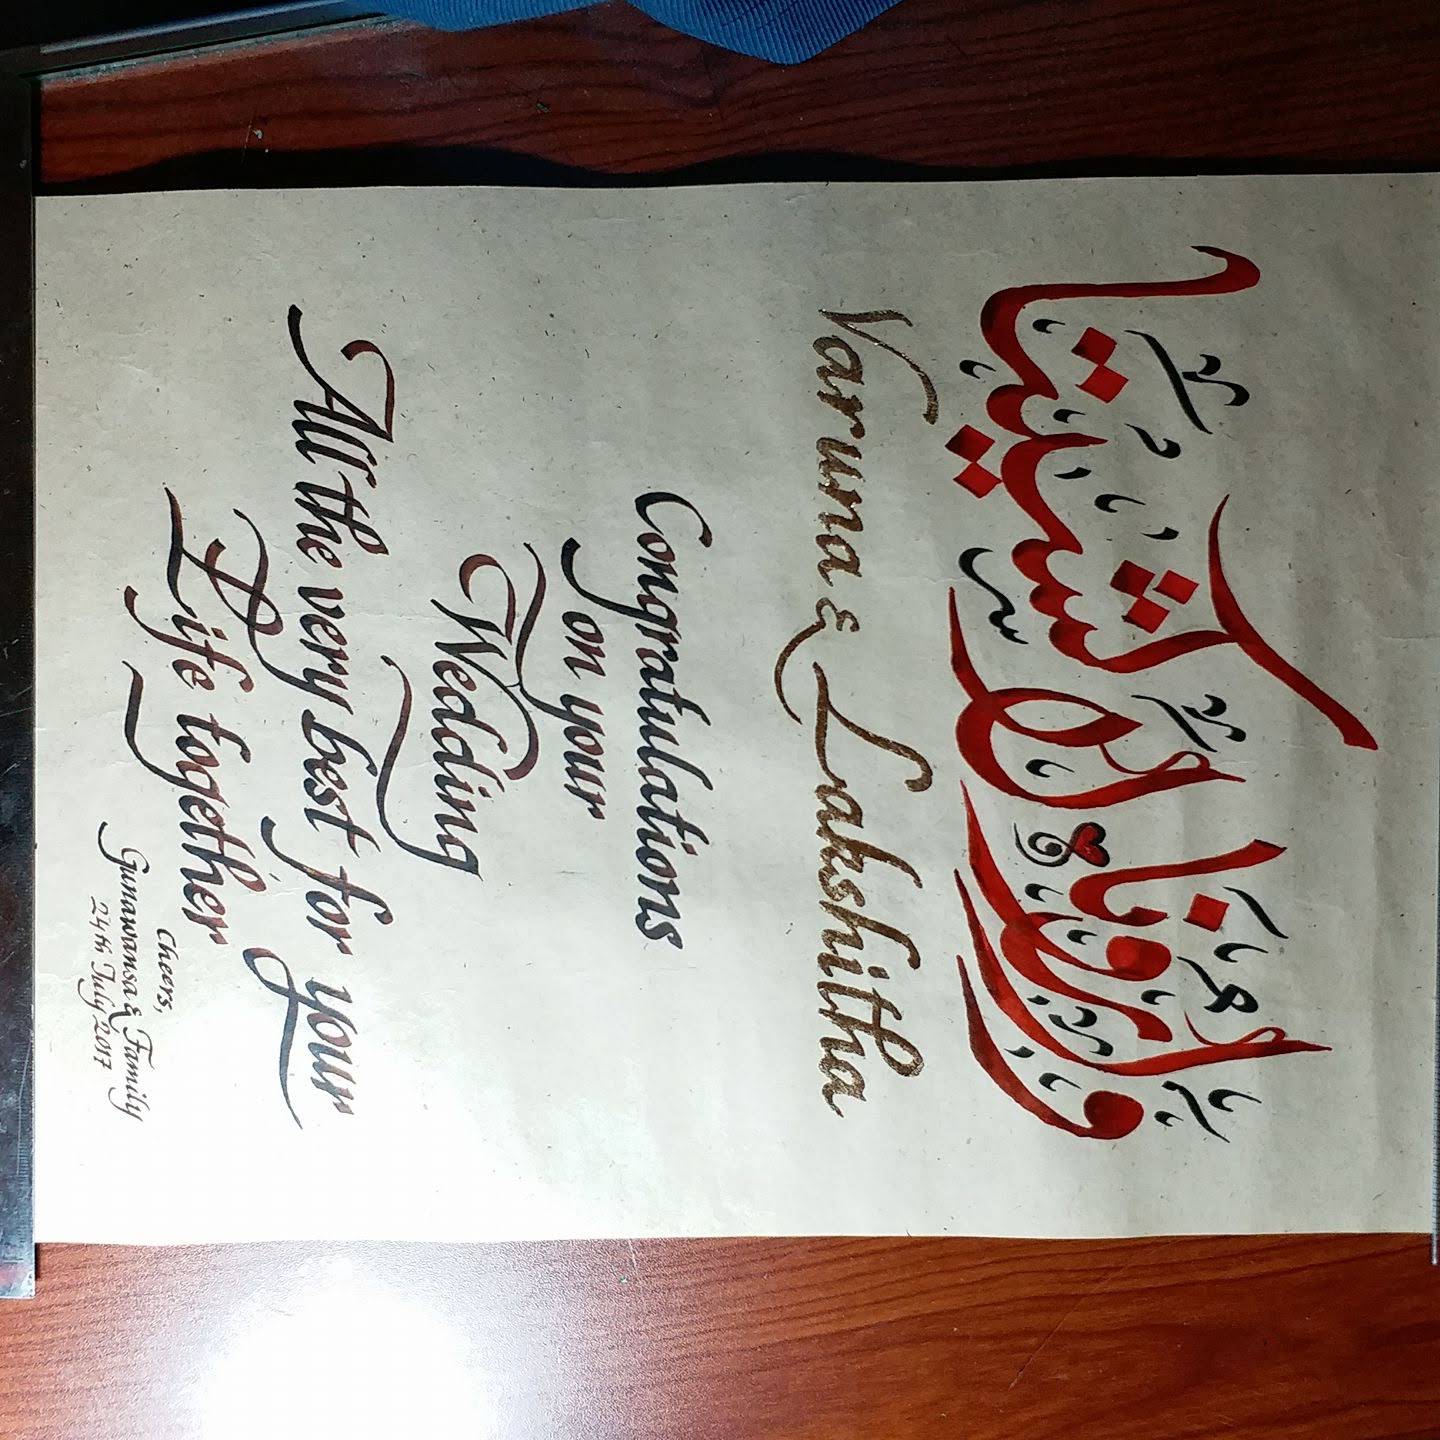 وارونا و لاكشيتا
Varuna & Lakshitha
Congratulations
on your
Wedding
All the very best for your
Life together
Cheers,
Gunawansa & Family
24th July 2017